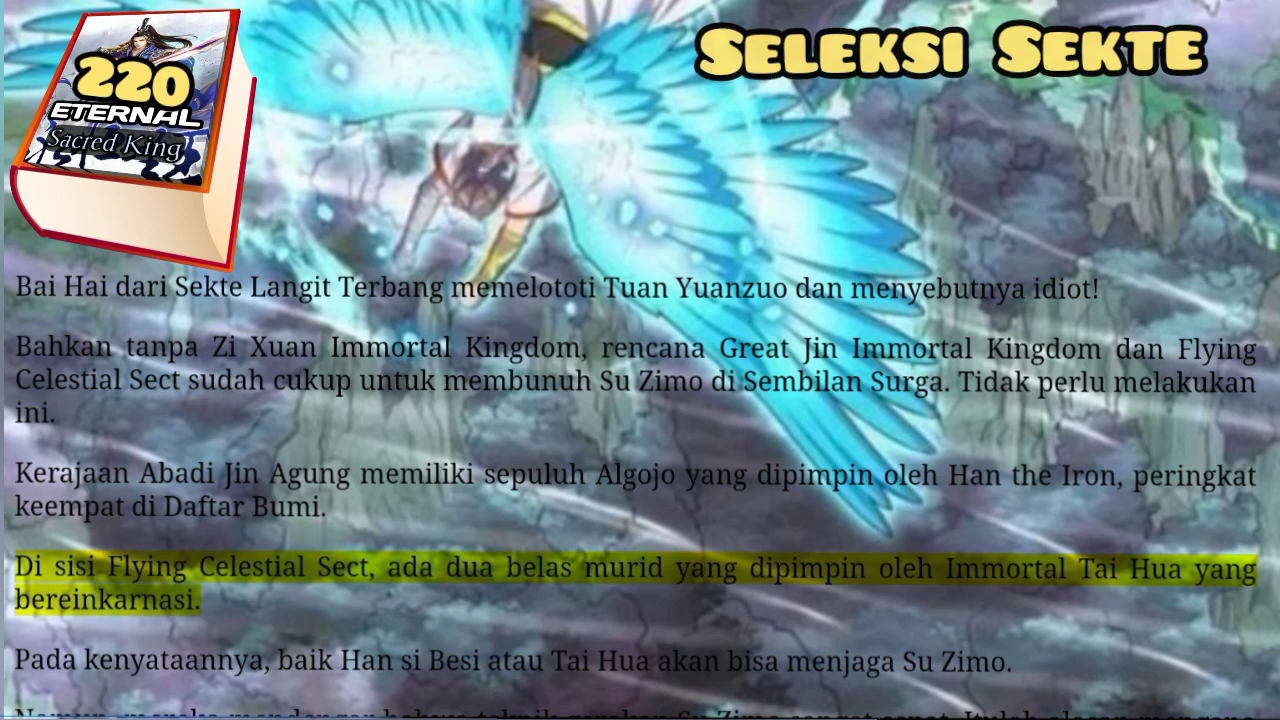 220
ETERNAL
Sacred King
SELEKSI SEKTE
Bai Hai dari Sekte Langit Terbang memelototi Tuan Yuanzuo dan menyebutnya idiot!
Bahkan tanpa Zi Xuan Immortal Kingdom, rencana Great Jin Immortal Kingdom dan Flying
Celestial Sect sudah cukup untuk membunuh Su Zimo di Sembilan Surga. Tidak perlu melakukan
ini.
Kerajaan Abadi Jin Agung memiliki sepuluh Algojo yang dipimpin oleh Han the Iron, peringkat
keempat di Daftar Bumi.
Di sisi Flying Celestial Sect, ada dua belas murid yang dipimpin oleh Immortal Tai Hua yang
bereinkarnasi.
Pada kenyataannya, baik Han si Besi atau Tai Hua akan bisa menjaga Su Zimo.